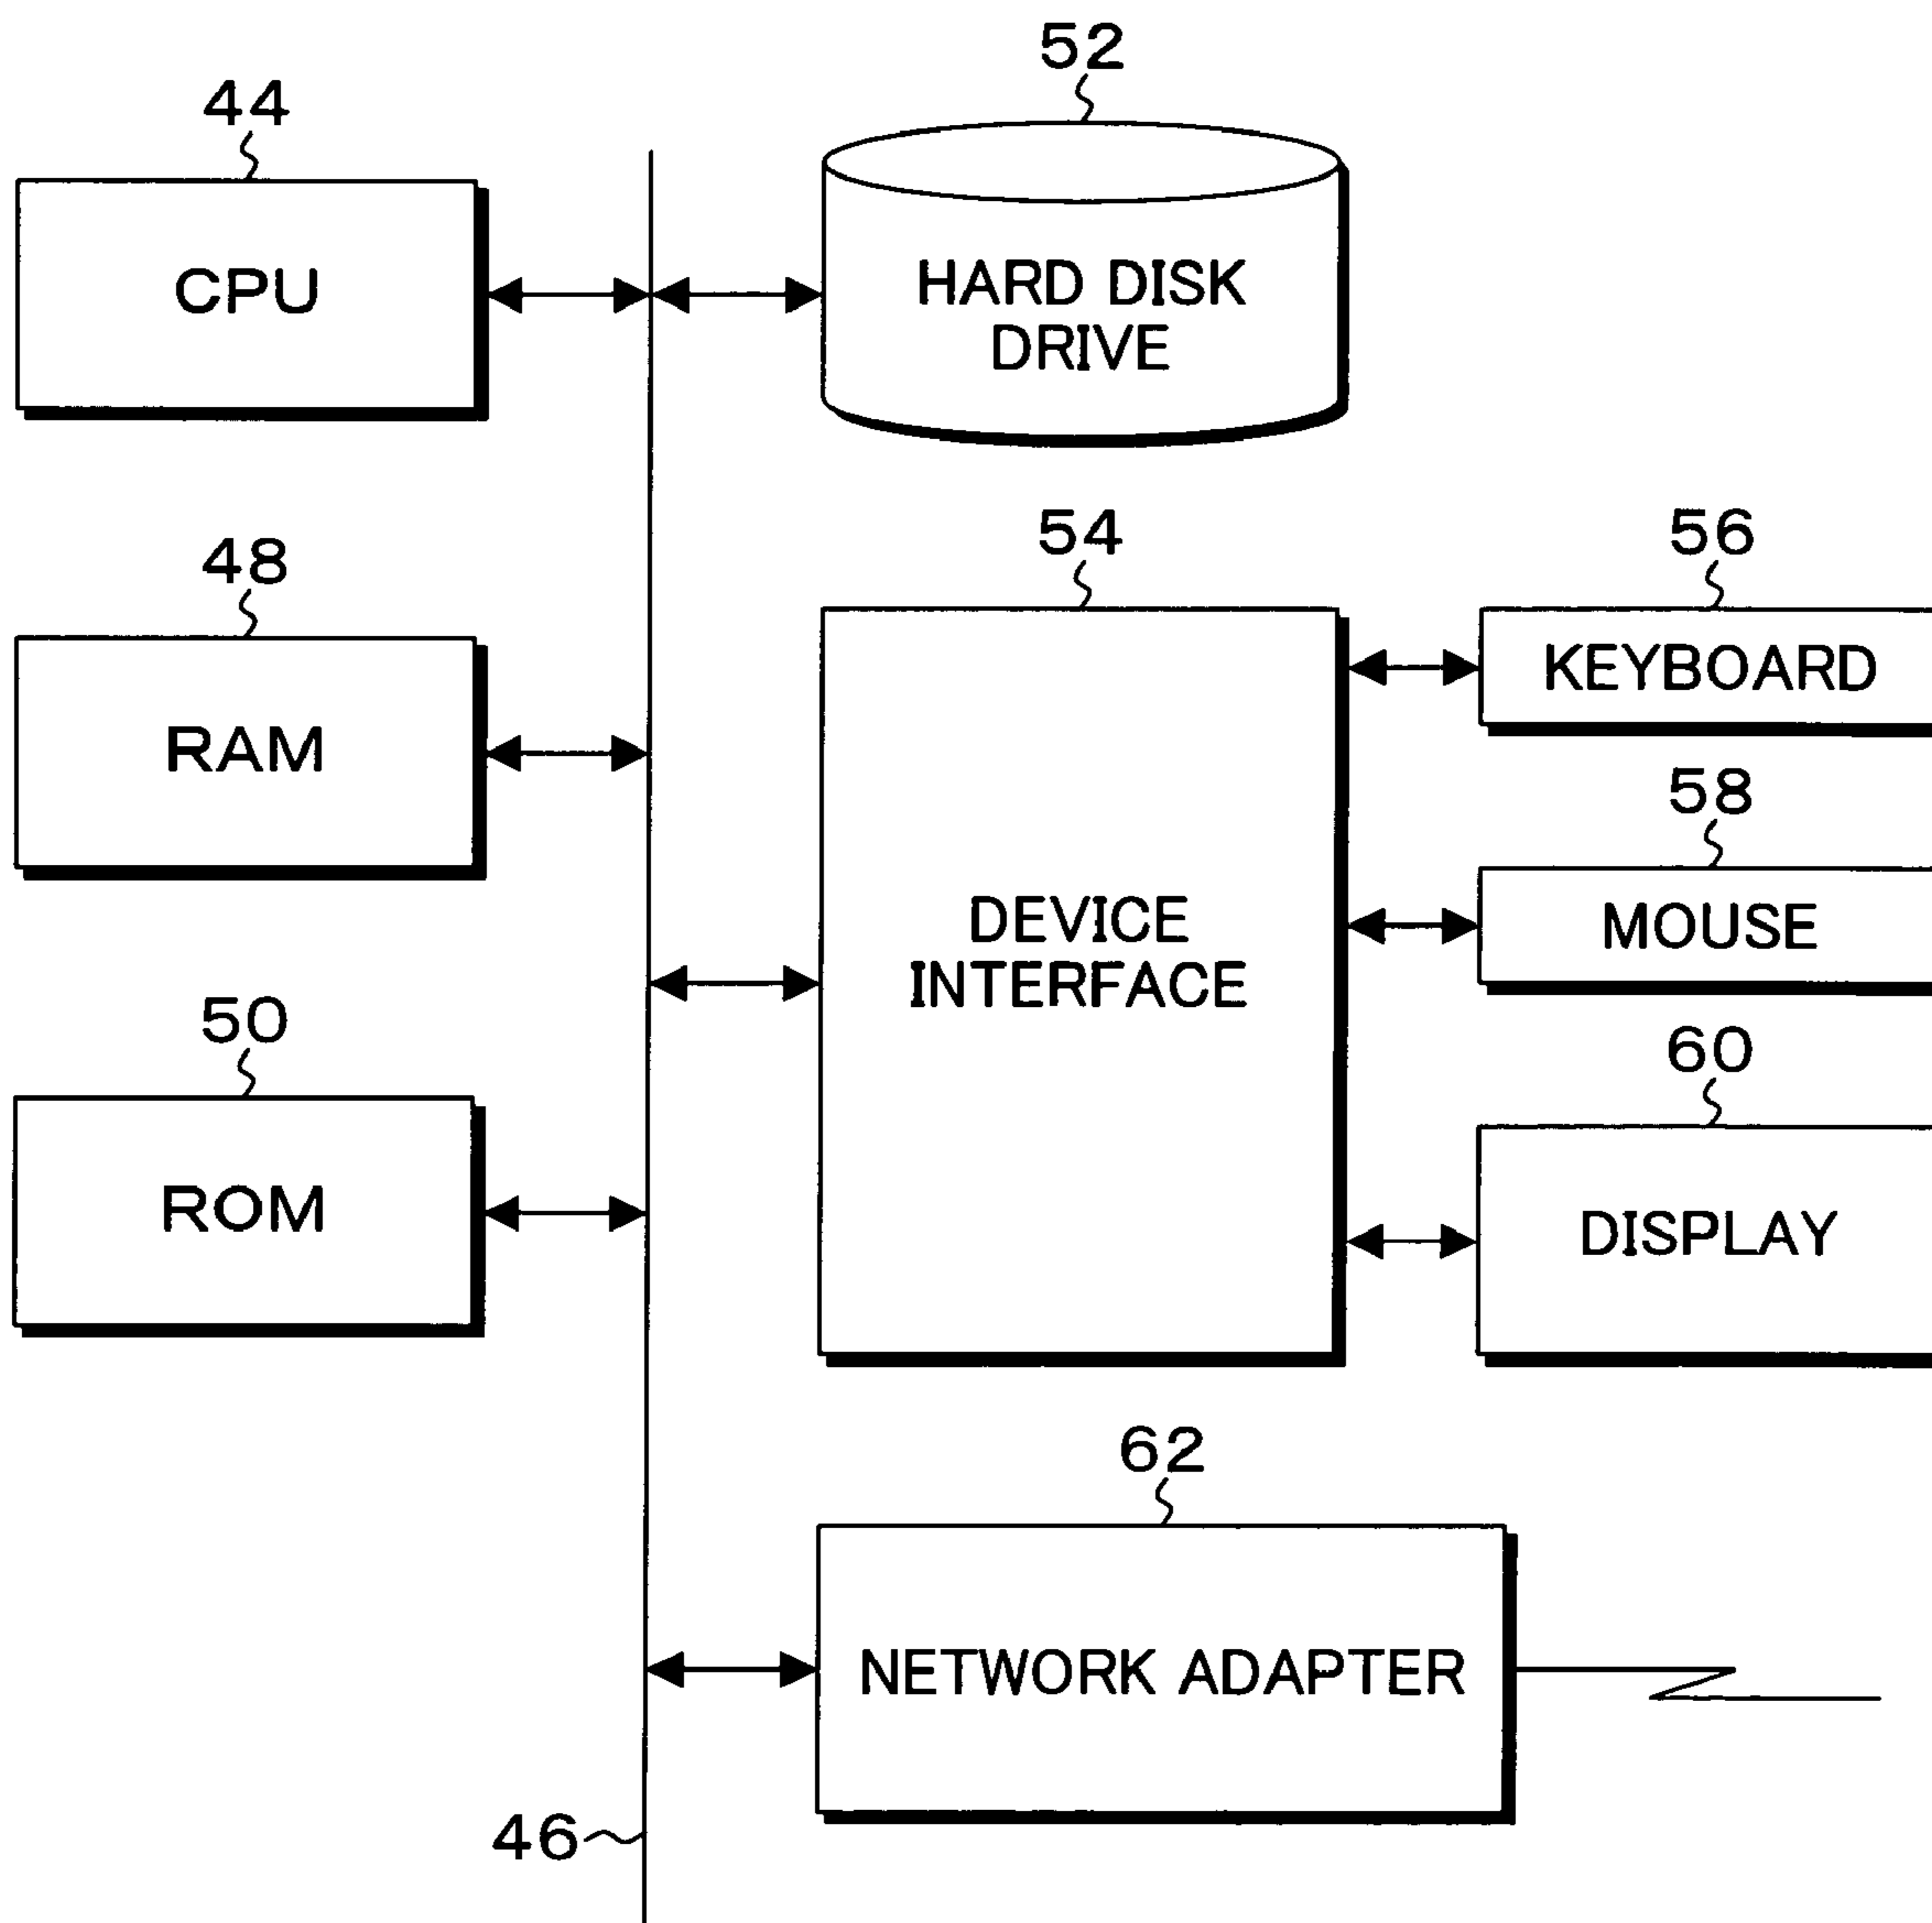 52
44
CPU
HARD DISK
DRIVE
54
56
48
KEYBOARD
RAM
58
DEVICE
INTERFACE
MOUSE
50
60
ROM
DISPLAY
62
NETWORK ADAPTER
46